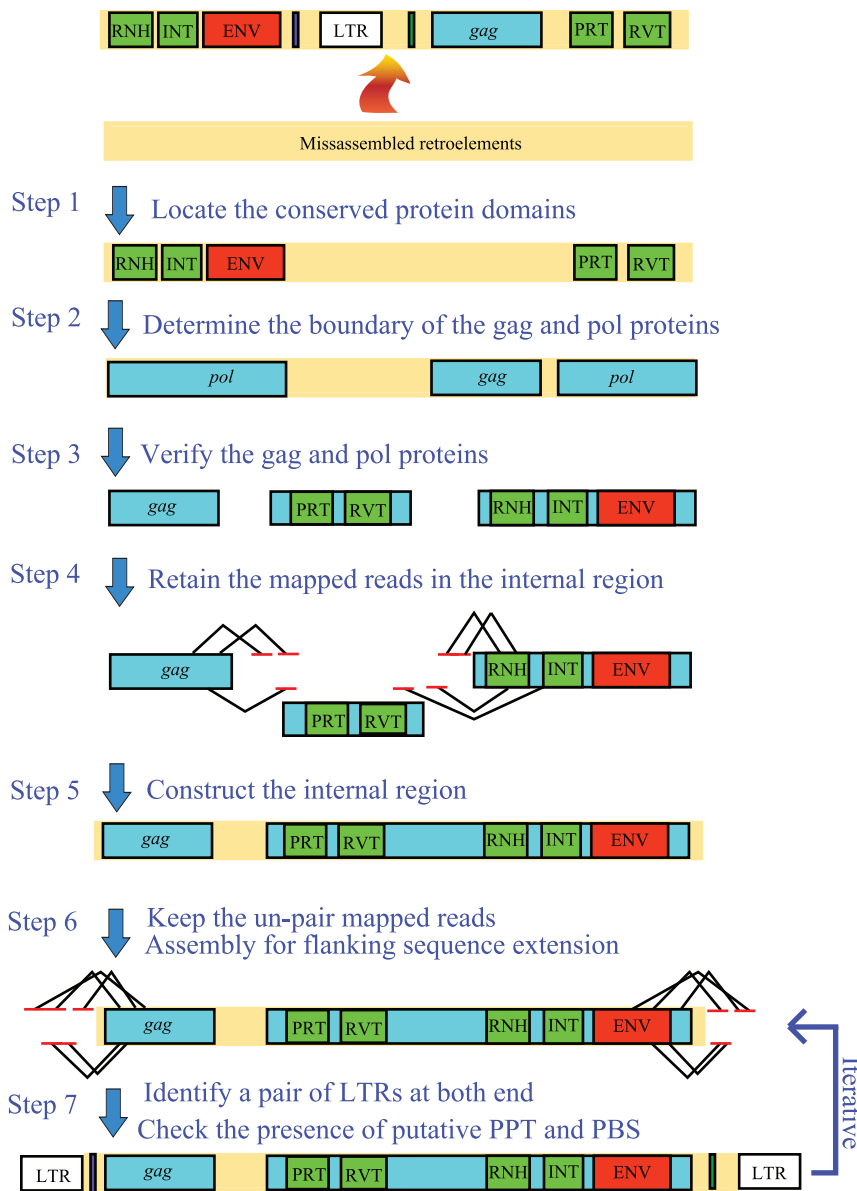 RNH INT ENV LTR gag PRT RVT
Missassembled retroelements
Step 1 Locate the conserved protein domains
RNH INT ENV PRT RVT
Step 2 Determine the boundary of the gag and pol proteins
pol gag pol
Step 3 Verify the gag and pol proteins
gag PRT RVT RNH INT ENV
Step 4 Retain the mapped reads in the internal region
gag RNH INT ENV
PRT RVT
Step 5 Construct the internal region
gag PRT RVT RNH INT ENV
Step 6 Keep the un-pair mapped reads
Assembly for flanking sequence extension
gag PRT RVT RNH INT ENV
Iterative
Step 7 Identify a pair of LTRs at both end
Check the presence of putative PPT and PBS
LTR gag PRT RVT RNH INT ENV LTR